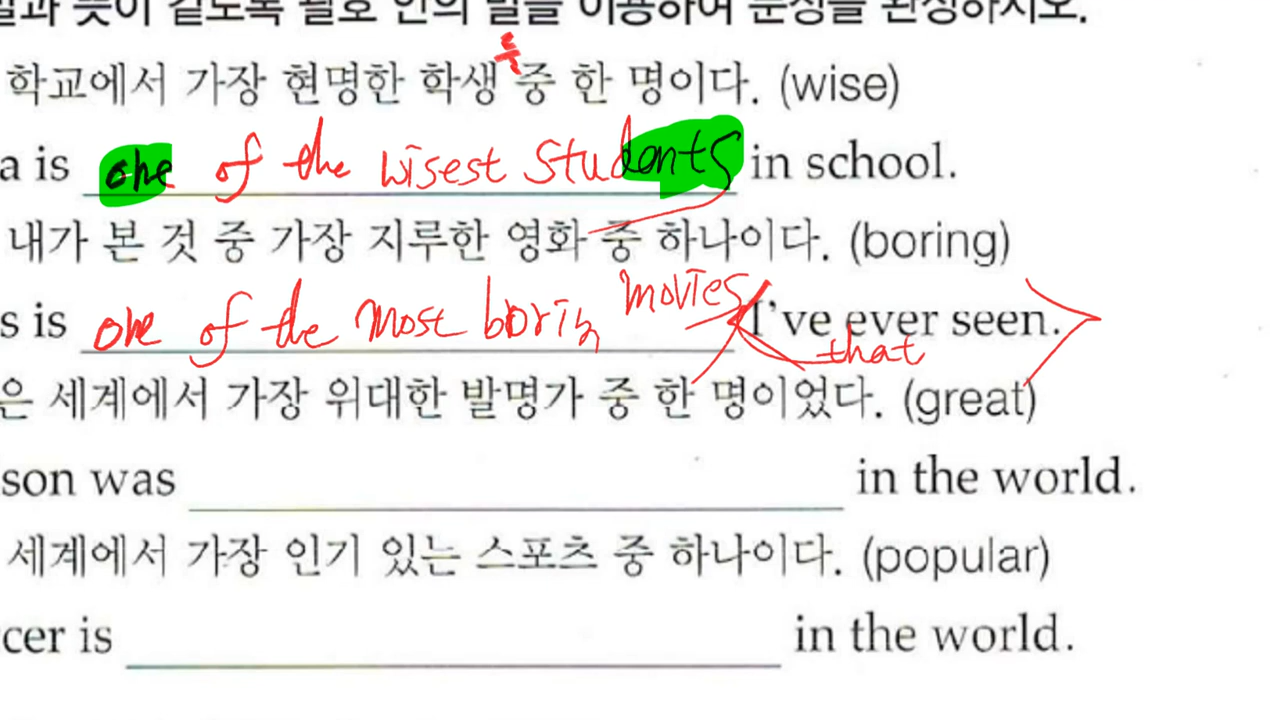 말과 뜻이 같도록 괄호 안의 말을 이용하여 문장을 완성하시오.
학교에서 가장 현명한 학생들 중 한 명이다. (wise)
a is one of the wisest students in school.
내가 본 것 중 가장 지루한 영화 중 하나이다. (boring)
s is one of the most boring movies I've ever seen.
that
은 세계에서 가장 위대한 발명가 중 한 명이었다. (great)
son was in the world.
세계에서 가장 인기 있는 스포츠 중 하나이다. (popular)
cer is in the world.